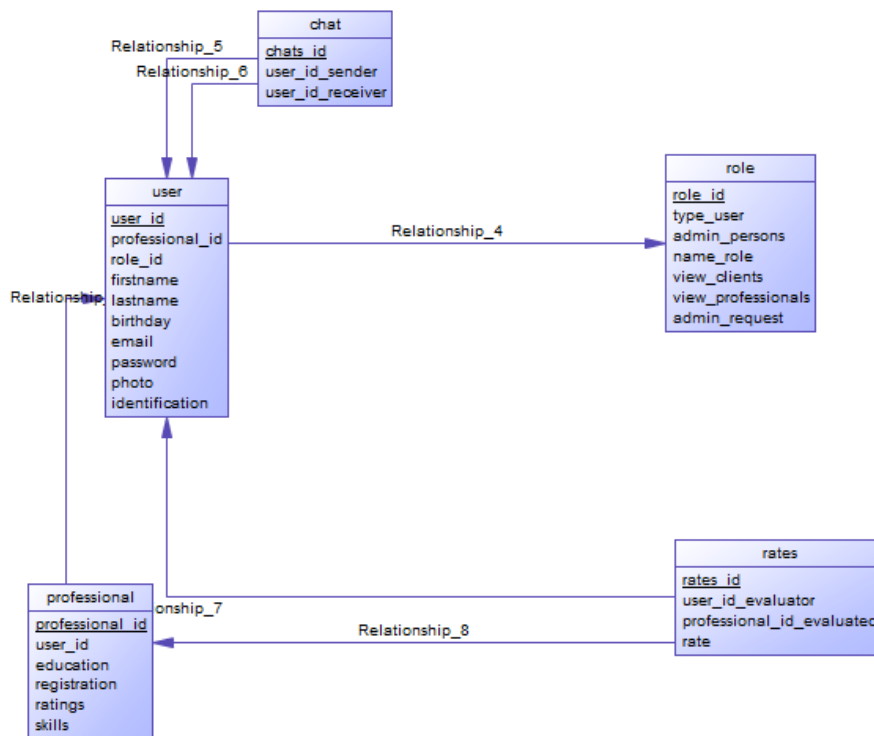 chat
chats_id
user_id_sender
user_id_receiver
Relationship_5
Relationship_6
user
user_id
professional_id
role_id
firstname
lastname
birthday
email
password
photo
identification
Relationship_4
role
role_id
type_user
admin_persons
name_role
view_clients
view_professionals
admin_request
Relationship_
professional
professional_id
user_id
education
registration
ratings
skills
onship_7
Relationship_8
rates
rates_id
user_id_evaluator
professional_id_evaluated
rate